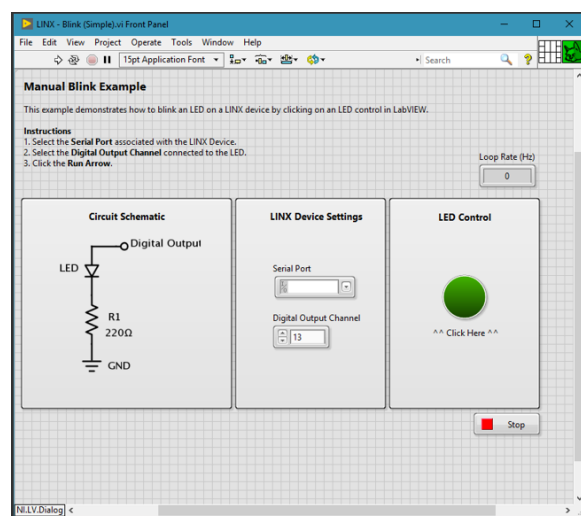 LINX - Blink (Simple).vi Front Panel
File Edit View Project Operate Tools Window Help
15pt Application Font
Search
Manual Blink Example
This example demonstrates how to blink an LED on a LINX device by clicking on an LED control in LabVIEW.
Instructions
1. Select the Serial Port associated with the LINX Device.
2. Select the Digital Output Channel connected to the LED.
3. Click the Run Arrow.
Loop Rate (Hz)
0
Circuit Schematic
Digital Output
LED
R1
220Ω
GND
LINX Device Settings
Serial Port
Digital Output Channel
13
LED Control
^^ Click Here ^^
Stop
NI.LV.Dialog